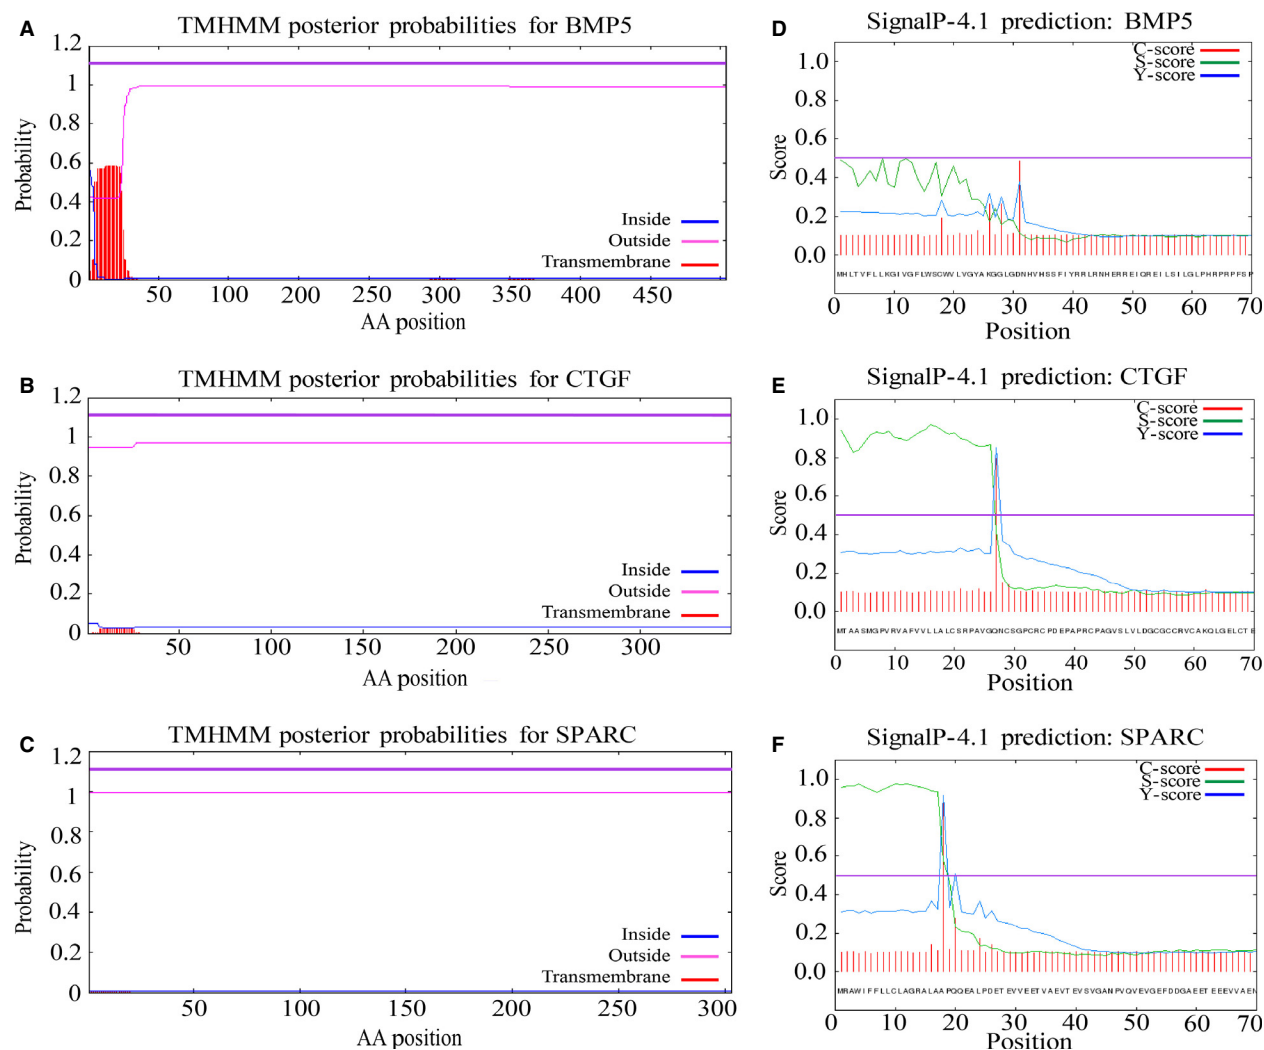 A
TMHMM posterior probabilities for BMP5
1.2
1
0.8
0.6
0.4
0.2
0
Probability
Inside
Outside
Transmembrane
50 100 150 200 250 300 350 400 450
AA position
D
SignalP-4.1 prediction: BMP5
1.0
0.8
0.6
0.4
0.2
0.0
Score
C-score
S-score
Y-score
MHLTVFLLKGIVGFLWSCWVLVGYAKGGLGDNHVHSSFIYRRLRNHERREIQREILSILGLPHRPRPFSP
0 10 20 30 40 50 60 70
Position
B
TMHMM posterior probabilities for CTGF
1.2
1
0.8
0.6
0.4
0.2
0
Probability
Inside
Outside
Transmembrane
50 100 150 200 250 300
AA position
E
SignalP-4.1 prediction: CTGF
1.0
0.8
0.6
0.4
0.2
0.0
Score
C-score
S-score
Y-score
MTAASMGPVRVAFVVLLALCSRPAVGQNCSGPCRCPDEPAPRCPAGVSLVLDGCGCCRVCAKQLGELCTE
0 10 20 30 40 50 60 70
Position
C
TMHMM posterior probabilities for SPARC
1.2
1
0.8
0.6
0.4
0.2
0
Probability
Inside
Outside
Transmembrane
50 100 150 200 250 300
AA position
F
SignalP-4.1 prediction: SPARC
1.0
0.8
0.6
0.4
0.2
0.0
Score
C-score
S-score
Y-score
MRAWIFFLLCLAGRALAAPQQEALPDETEVVEETVAEVTEVSVGANPVQVEVGEFDDGAEETEEEVVAEN
0 10 20 30 40 50 60 70
Position